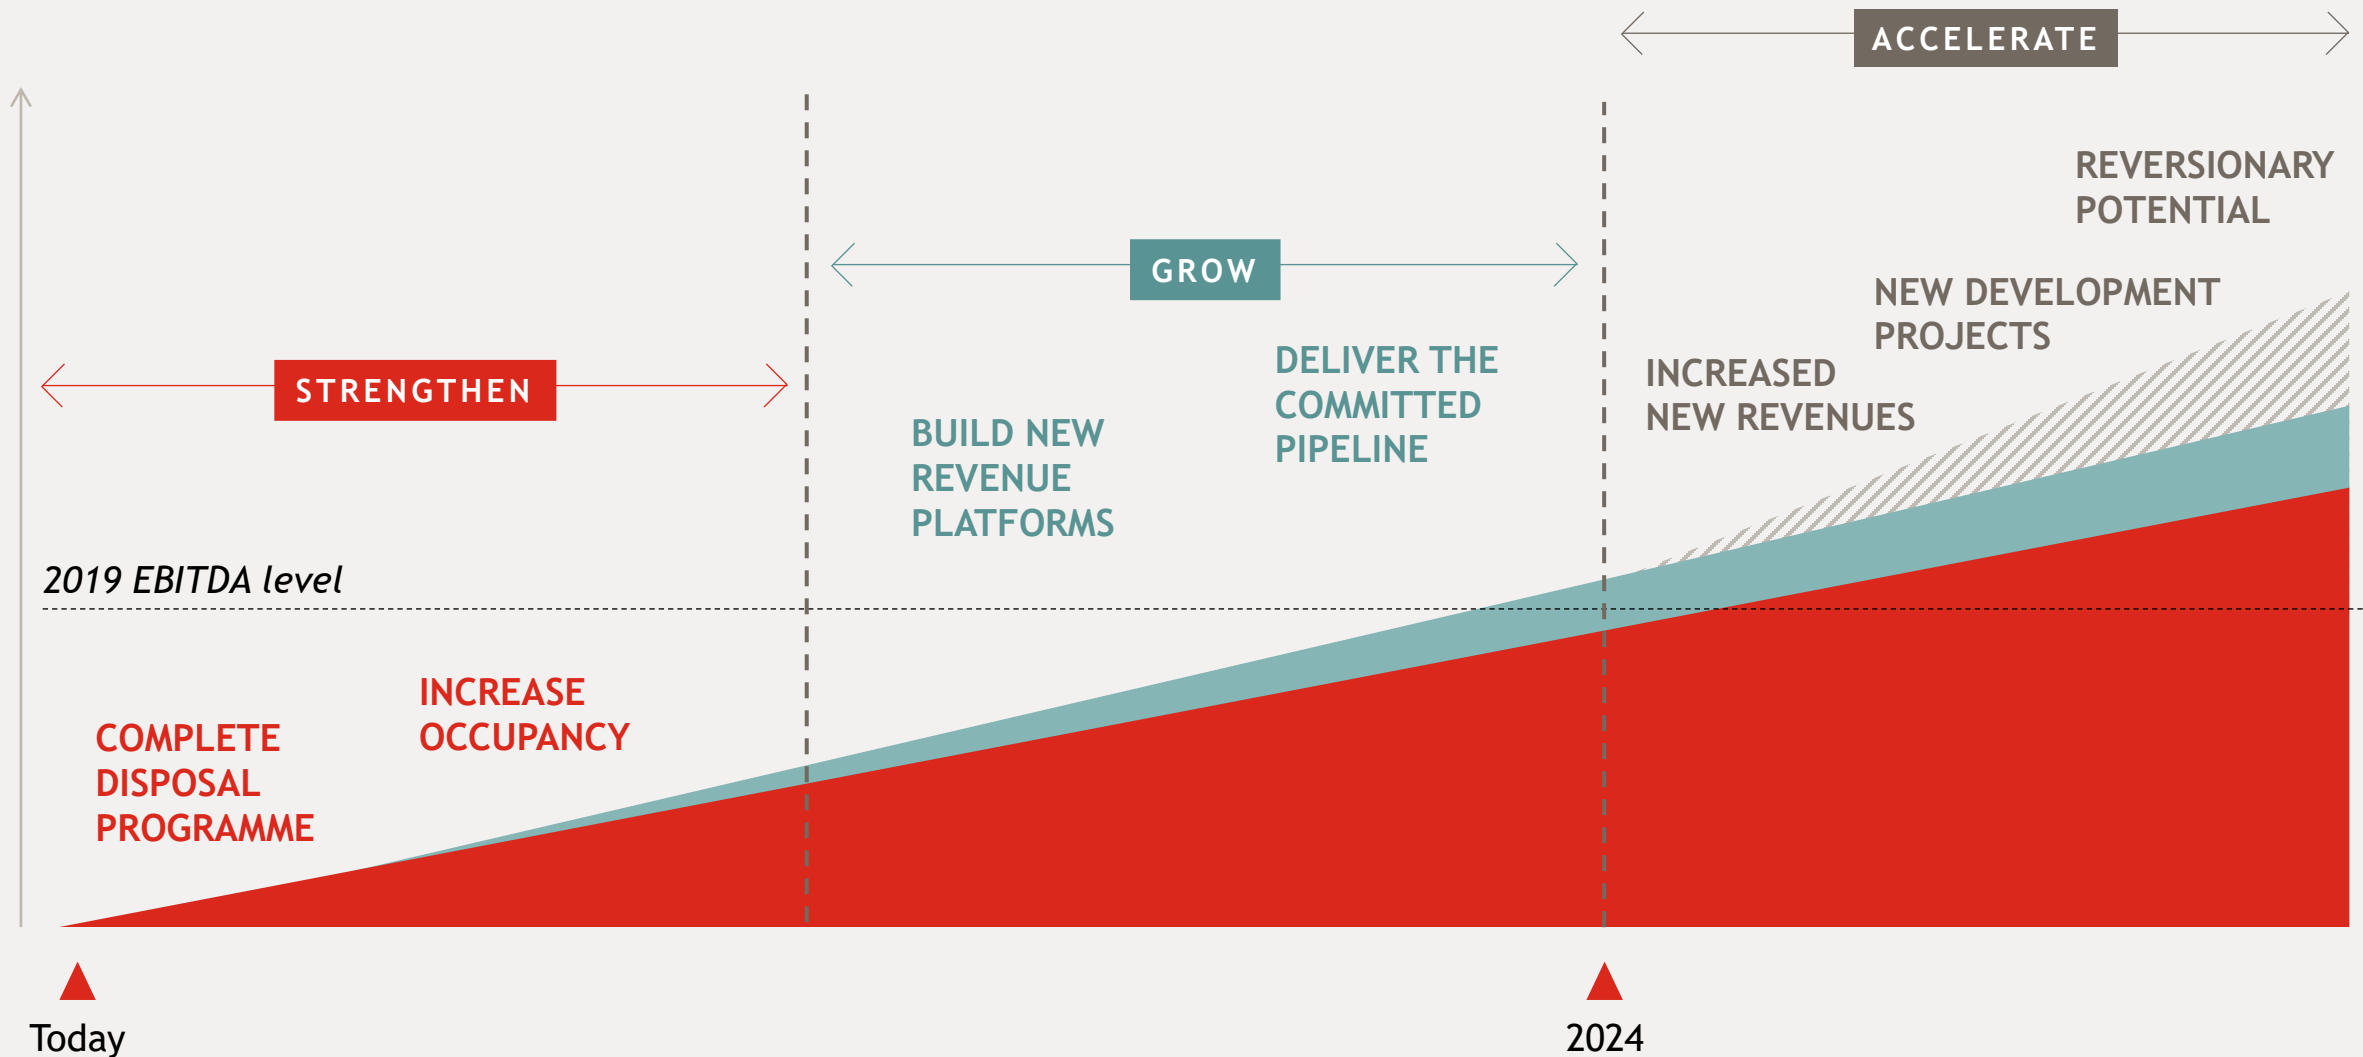 ACCELERATE
REVERSIONARY
POTENTIAL
GROW
NEW DEVELOPMENT
PROJECTS
DELIVER THE
COMMITTED
PIPELINE
INCREASED
NEW REVENUES
STRENGTHEN
BUILD NEW
REVENUE
PLATFORMS
2019 EBITDA level
INCREASE
OCCUPANCY
COMPLETE
DISPOSAL
PROGRAMME
Today
2024